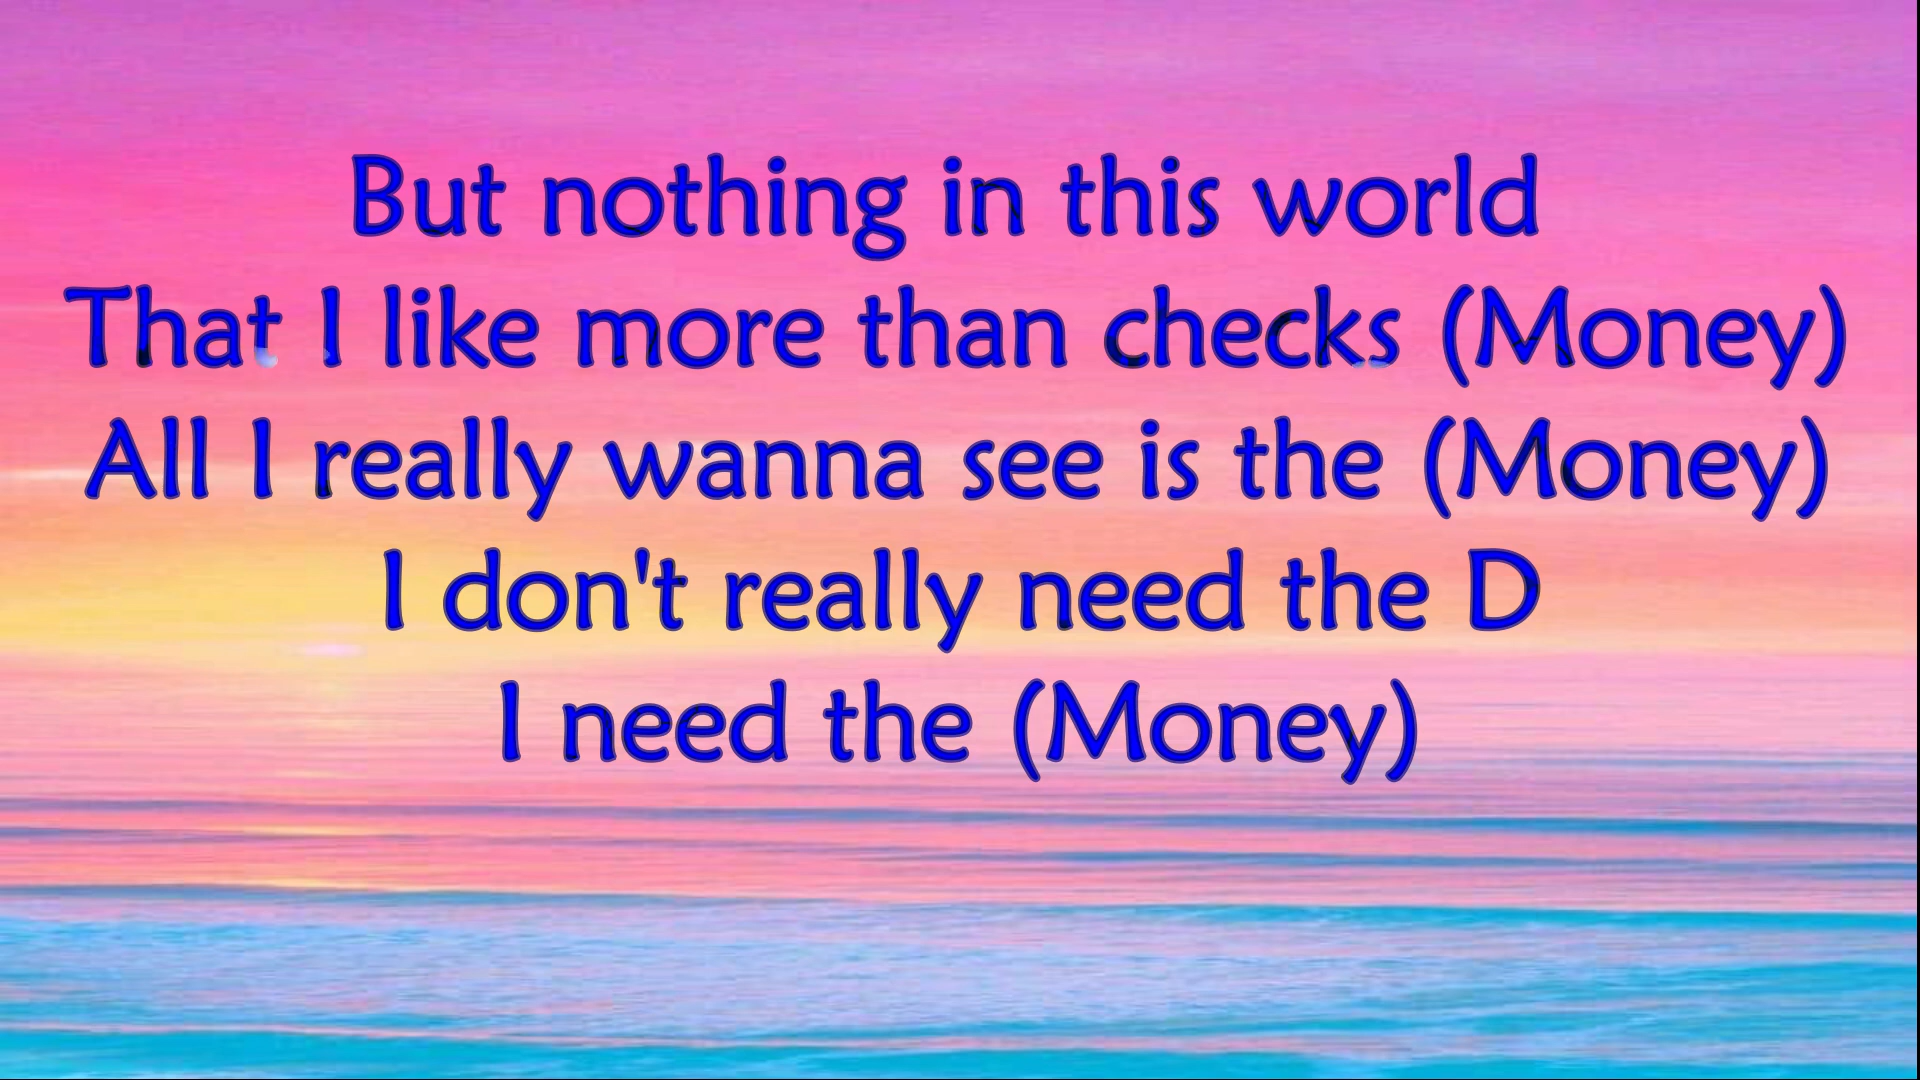 But nothing in this world
That I like more than checks (Money)
All I really wanna see is the (Money)
I don't really need the D
I need the (Money)